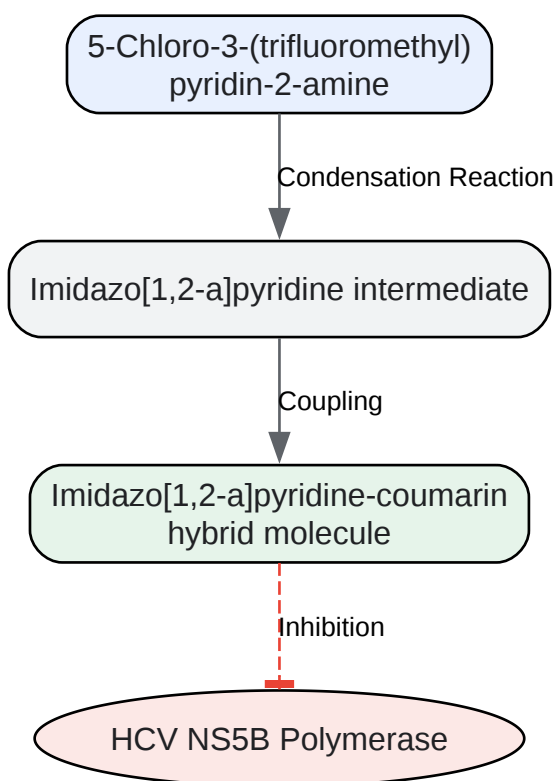 5-Chloro-3-(trifluoromethyl)
pyridin-2-amine
Condensation Reaction
Imidazo[1,2-a]pyridine intermediate
Coupling
Imidazo[1,2-a]pyridine-coumarin
hybrid molecule
Inhibition
HCV NS5B Polymerase